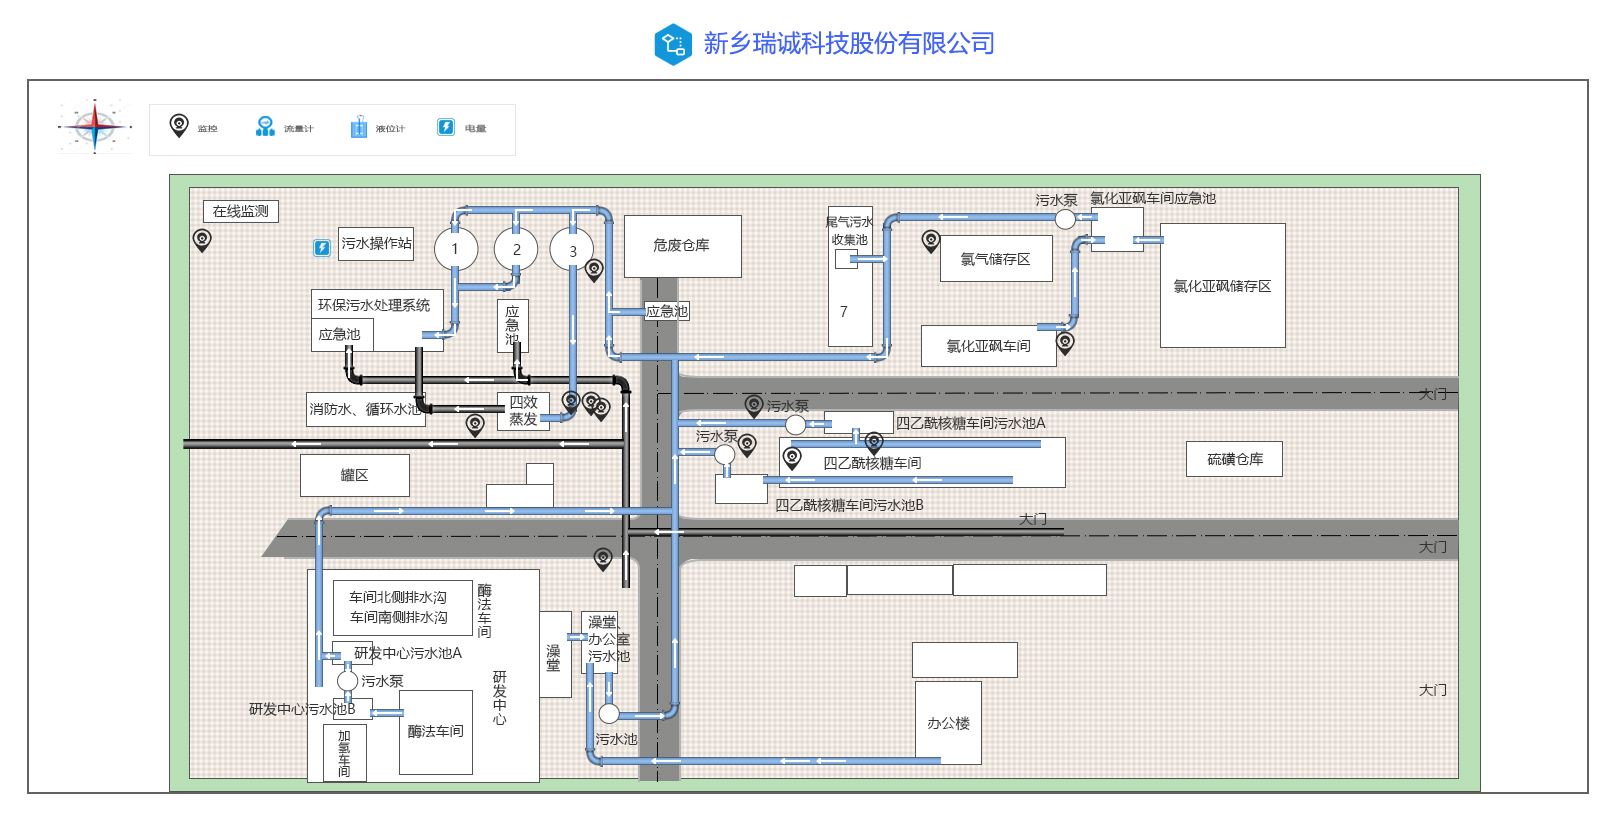 新乡瑞诚科技股份有限公司
监控
流量计
液位计
电量
在线监测
污水操作站
1
2
3
危废仓库
尾气污水
收集池
7
污水泵
氯化亚砜车间应急池
氯气储存区
氯化亚砜储存区
氯化亚砜车间
环保污水处理系统
应急池
应急池
应急池
消防水、循环水池
四效
蒸发
大门
污水泵
四乙酰核糖车间污水池A
污水泵
四乙酰核糖车间
四乙酰核糖车间污水池B
硫磺仓库
罐区
大门
大门
车间北侧排水沟
车间南侧排水沟
酶法车间
研发中心污水池A
污水泵
研发中心污水池B
酶法车间
加氢车间
研发中心
澡堂
澡堂、
办公室
污水池
污水池
办公楼
大门